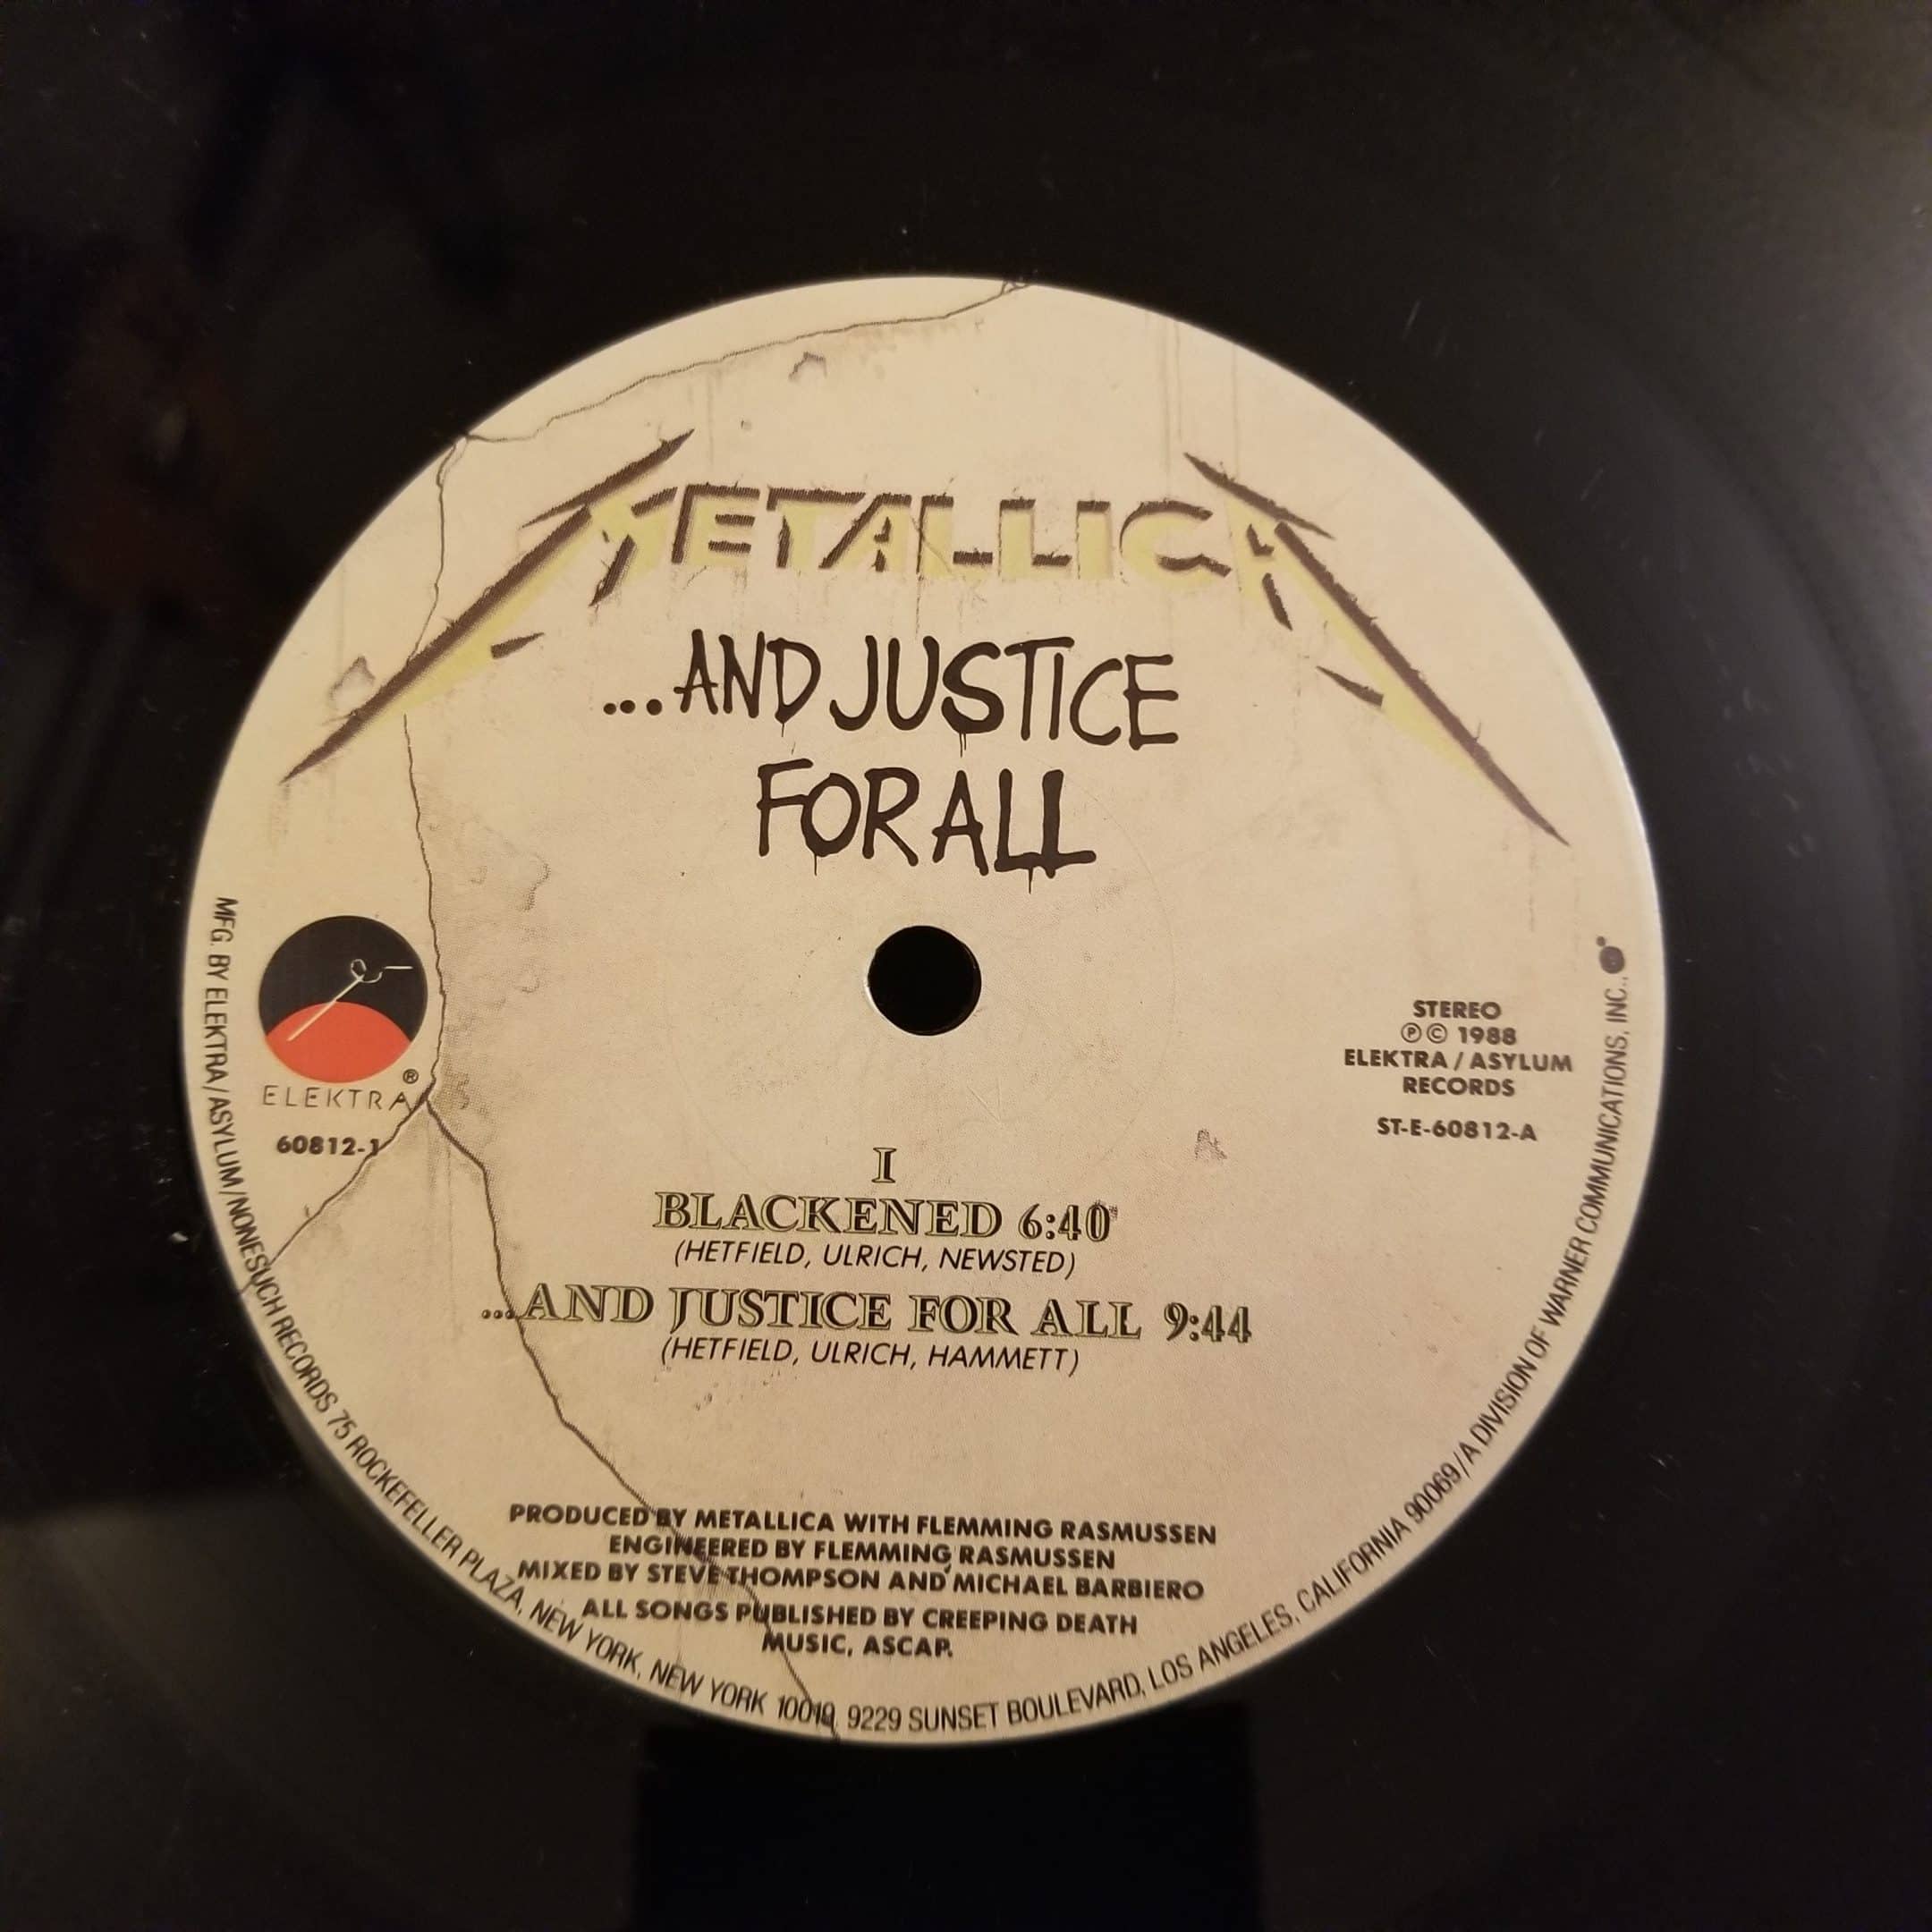 METALLICA
...AND JUSTICE
FOR ALL
ELEKTRA®
60812-1
STEREO
Ⓟ© 1988
ELEKTRA / ASYLUM
RECORDS
ST-E-60812-A
I
BLACKENED 6:40
(HETFIELD, ULRICH, NEWSTED)
...AND JUSTICE FOR ALL 9:44
(HETFIELD, ULRICH, HAMMETT)
PRODUCED BY METALLICA WITH FLEMMING RASMUSSEN
ENGINEERED BY FLEMMING RASMUSSEN
MIXED BY STEVE THOMPSON AND MICHAEL BARBIERO
ALL SONGS PUBLISHED BY CREEPING DEATH
MUSIC, ASCAP.
MFG. BY ELEKTRA/ASYLUM/NONESUCH RECORDS 75 ROCKEFELLER PLAZA, NEW YORK, NEW YORK 10019, 9229 SUNSET BOULEVARD, LOS ANGELES, CALIFORNIA 90069/A DIVISION OF WARNER COMMUNICATIONS, INC.,